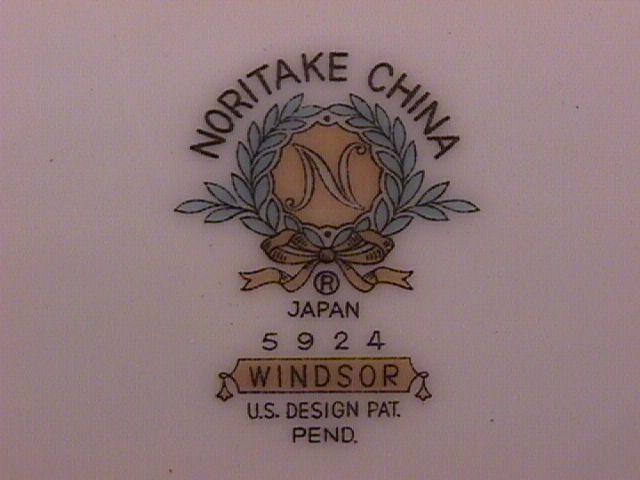 NORITAKE CHINA
N
®
JAPAN
5924
WINDSOR
U.S. DESIGN PAT.
PEND.